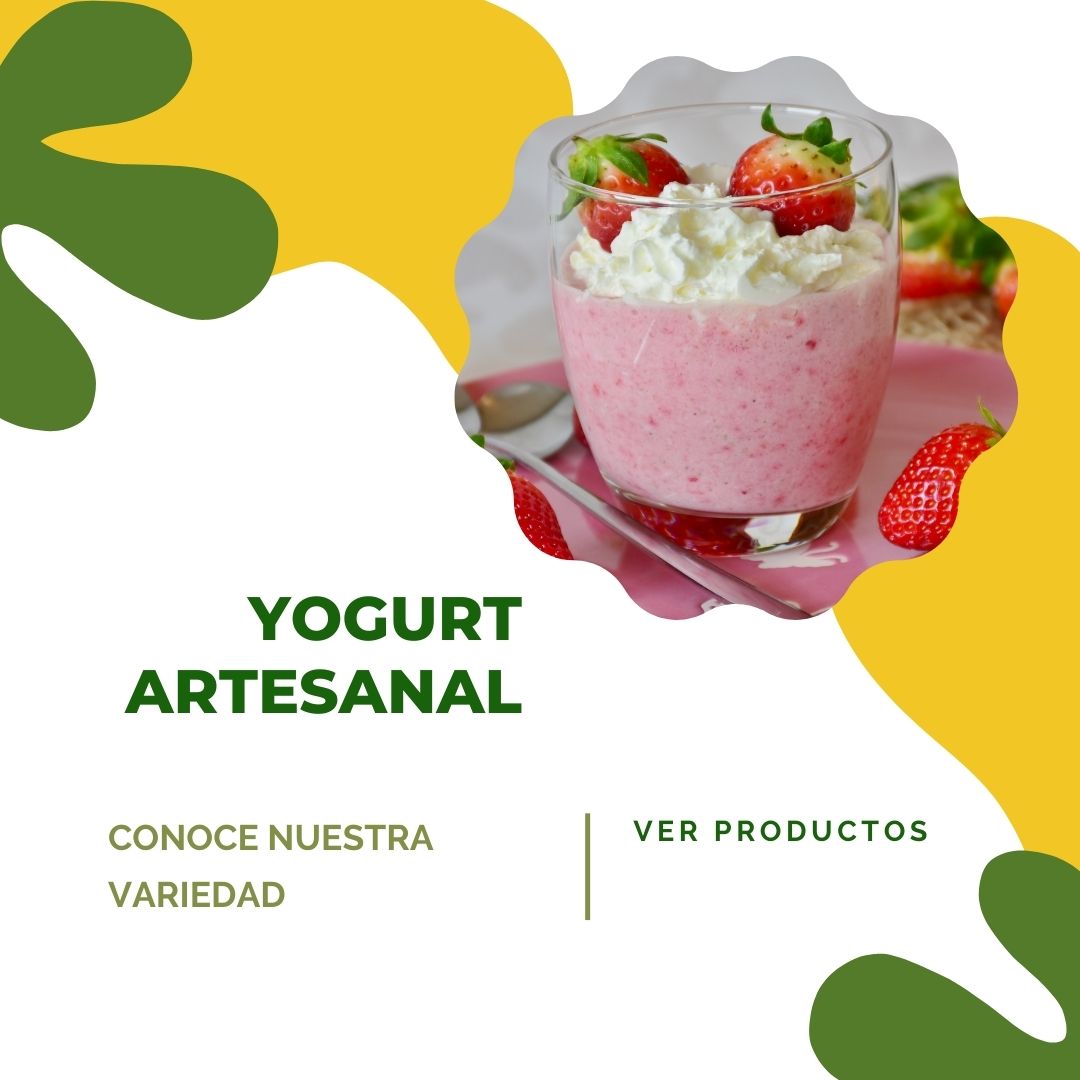 YOGURT
ARTESANAL
CONOCE NUESTRA
VARIEDAD
VER PRODUCTOS